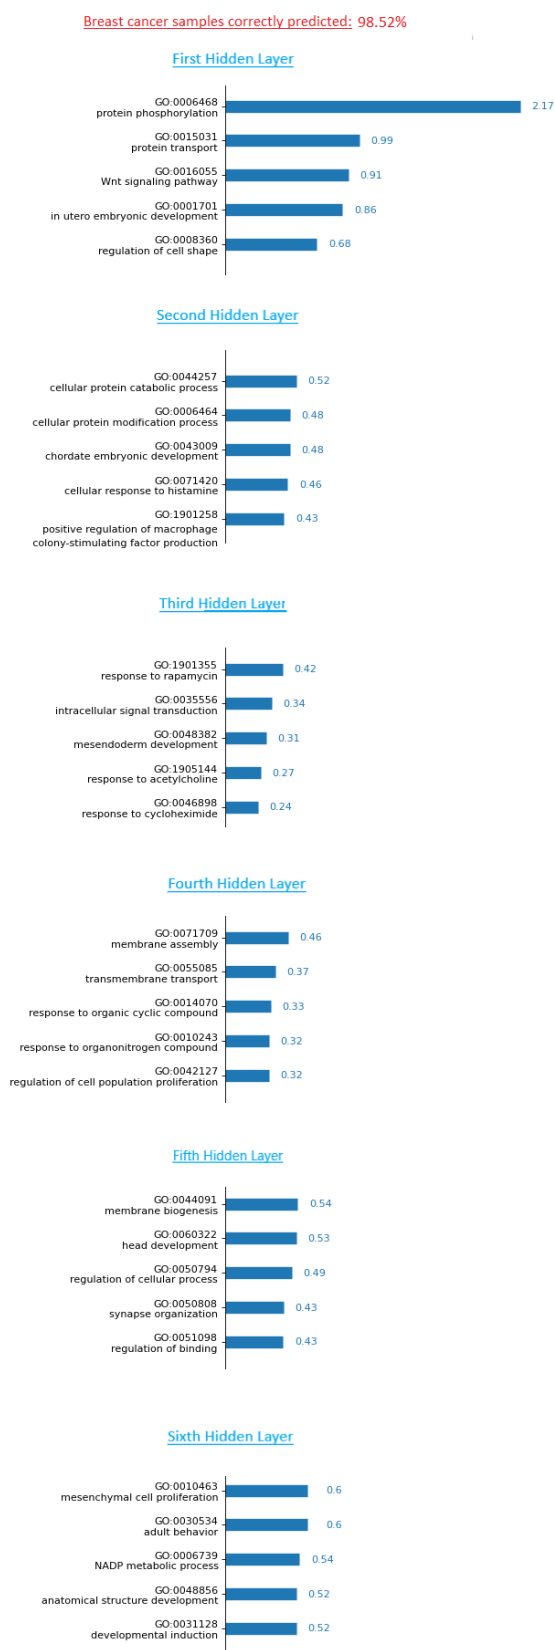 Breast cancer samples correctly predicted: 98.52%
First Hidden Layer
GO:0006468
protein phosphorylation
2.17
GO:0015031
protein transport
0.99
GO:0016055
Wnt signaling pathway
0.91
GO:0001701
in utero embryonic development
0.86
GO:0008360
regulation of cell shape
0.68
Second Hidden Layer
GO:0044257
cellular protein catabolic process
0.52
GO:0006464
cellular protein modification process
0.48
GO:0043009
chordate embryonic development
0.48
GO:0071420
cellular response to histamine
0.46
GO:1901258
positive regulation of macrophage
colony-stimulating factor production
0.43
Third Hidden Layer
GO:1901355
response to rapamycin
0.42
GO:0035556
intracellular signal transduction
0.34
GO:0048382
mesendoderm development
0.31
GO:1905144
response to acetylcholine
0.27
GO:0046898
response to cycloheximide
0.24
Fourth Hidden Layer
GO:0071709
membrane assembly
0.46
GO:0055085
transmembrane transport
0.37
GO:0014070
response to organic cyclic compound
0.33
GO:0010243
response to organonitrogen compound
0.32
GO:0042127
regulation of cell population proliferation
0.32
Fifth Hidden Layer
GO:0044091
membrane biogenesis
0.54
GO:0060322
head development
0.53
GO:0050794
regulation of cellular process
0.49
GO:0050808
synapse organization
0.43
GO:0051098
regulation of binding
0.43
Sixth Hidden Layer
GO:0010463
mesenchymal cell proliferation
0.6
GO:0030534
adult behavior
0.6
GO:0006739
NADP metabolic process
0.54
GO:0048856
anatomical structure development
0.52
GO:0031128
developmental induction
0.52